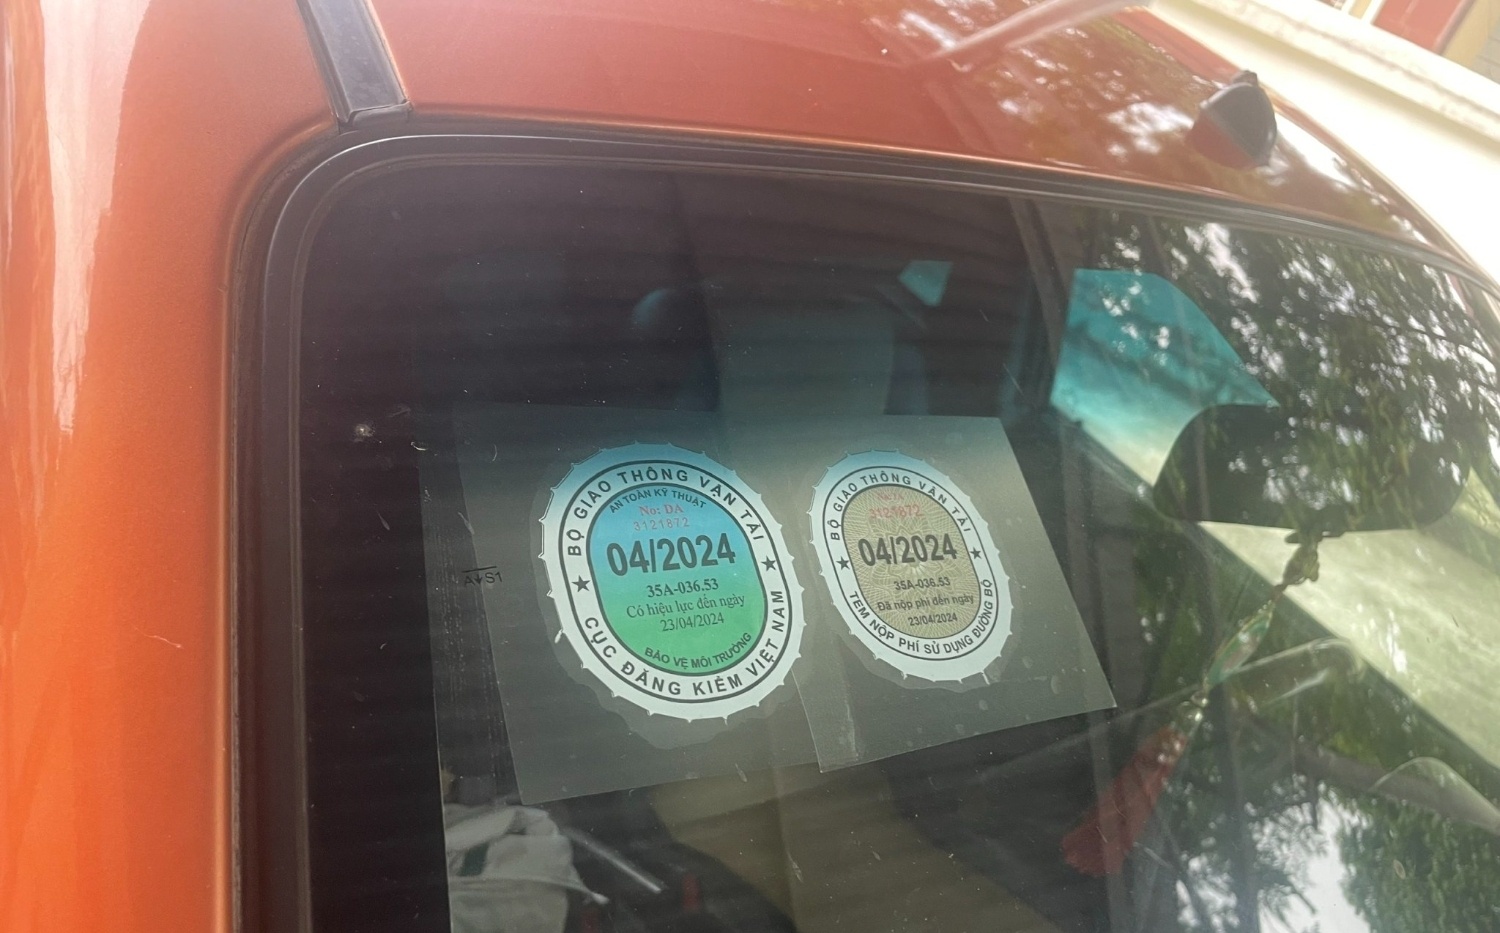 BỘ GIAO THÔNG VẬN TẢI
AN TOÀN KỸ THUẬT
No: DA
3121872
04/2024
35A-036.53
Có hiệu lực đến ngày
23/04/2024
BẢO VỆ MÔI TRƯỜNG
CỤC ĐĂNG KIỂM VIỆT NAM
BỘ GIAO THÔNG VẬN TẢI
3121872
04/2024
35A-036.53
Đã nộp phí đến ngày
23/04/2024
TEM NỘP PHÍ SỬ DỤNG ĐƯỜNG BỘ